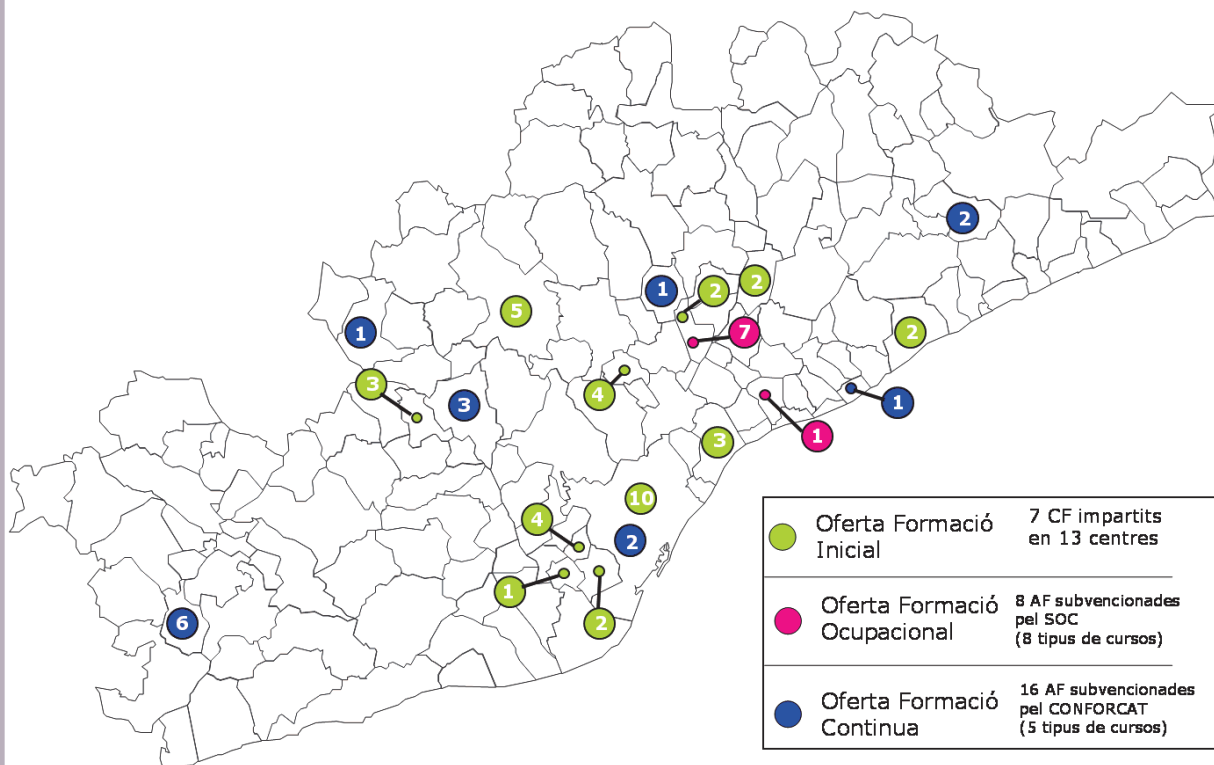 2
1
2
2
5
7
1
2
3
4
3
1
3
1
10
4
2
1
2
6
Oferta Formació
Inicial
7 CF impartits
en 13 centres
Oferta Formació
Ocupacional
8 AF subvencionades
pel SOC
(8 tipus de cursos)
Oferta Formació
Continua
16 AF subvencionades
pel CONFORCAT
(5 tipus de cursos)